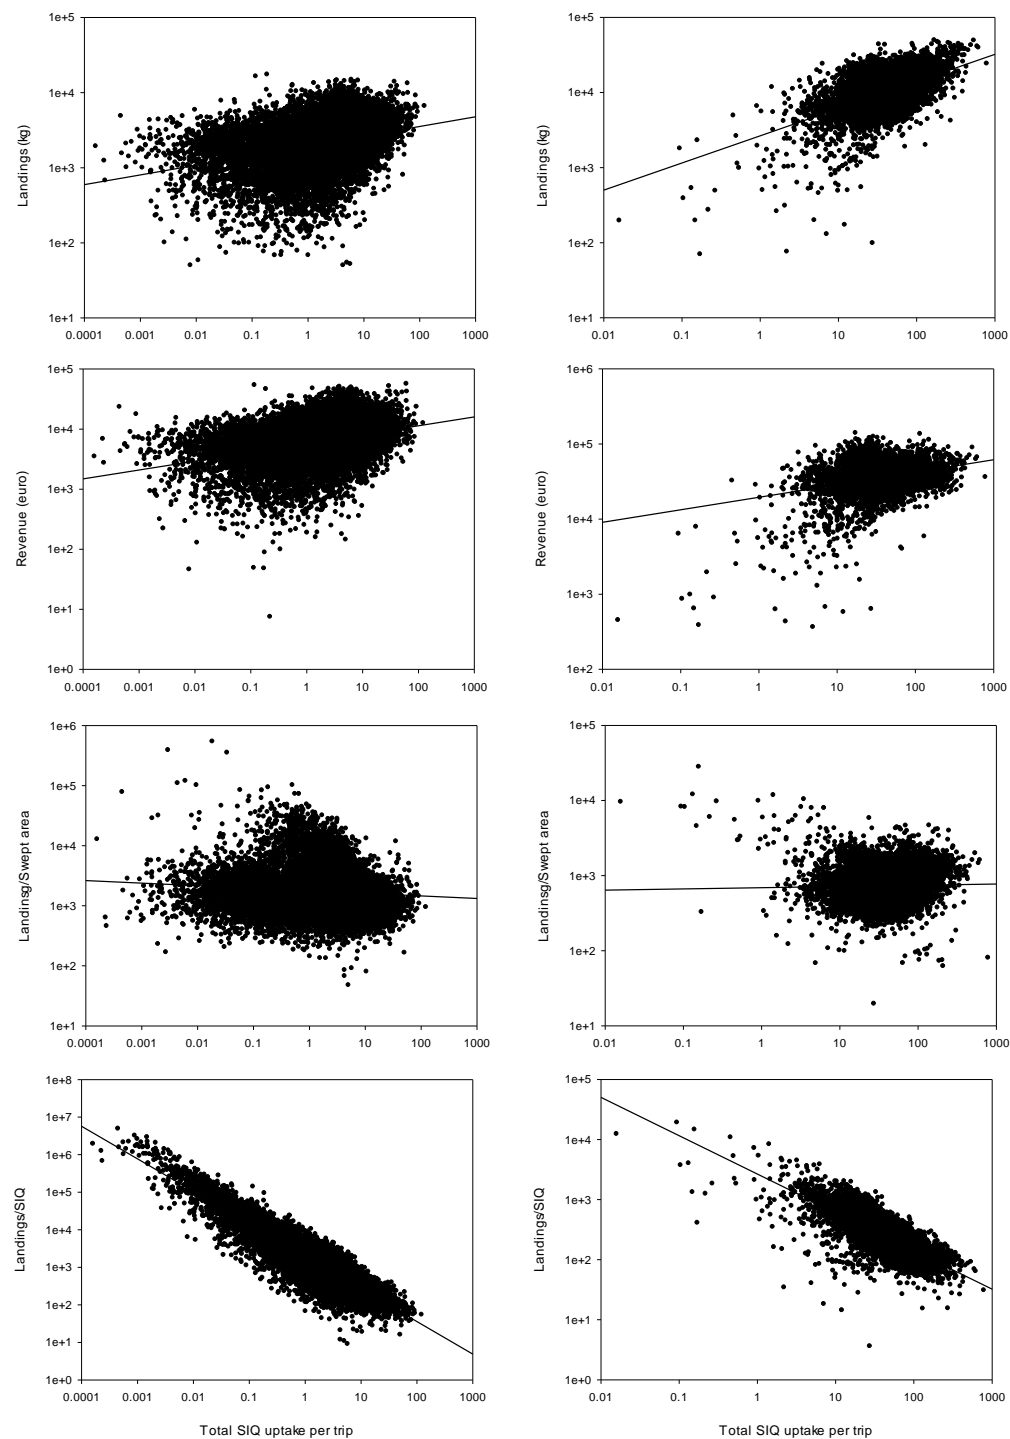 1e+5 1e+5
1e+4 1e+4
Landings (kg) Landings (kg)
1e+3 1e+3
1e+2 1e+2
1e+1 1e+1
0.0001 0.001 0.01 0.1 1 10 100 1000 0.01 0.1 1 10 100 1000
1e+5 1e+6
1e+4 1e+5
1e+3
Revenue (euro) Revenue (euro)
1e+4
1e+2
1e+3
1e+1
1e+0 1e+2
0.0001 0.001 0.01 0.1 1 10 100 1000 0.01 0.1 1 10 100 1000
1e+6 1e+5
1e+5
1e+4
1e+4
Landinsg/Swept area Landinsg/Swept area
1e+3
1e+3
1e+2
1e+2
1e+1 1e+1
0.0001 0.001 0.01 0.1 1 10 100 1000 0.01 0.1 1 10 100 1000
1e+8 1e+5
1e+7
1e+4
1e+6
1e+5
1e+3
Landings/SIQ Landings/SIQ
1e+4
1e+3
1e+2
1e+2
1e+1
1e+1
1e+0 1e+0
0.0001 0.001 0.01 0.1 1 10 100 1000 0.01 0.1 1 10 100 1000
Total SIQ uptake per trip Total SIQ uptake per trip